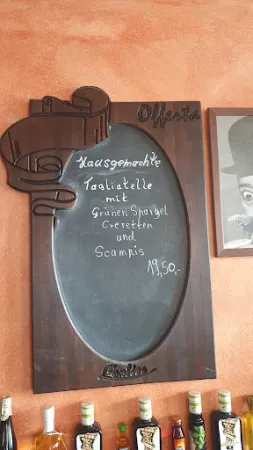 Offerta
Hausgemachte
Tagliatelle
mit
Grünen Spargel
Crevetten
und
Scampis
19,50,-